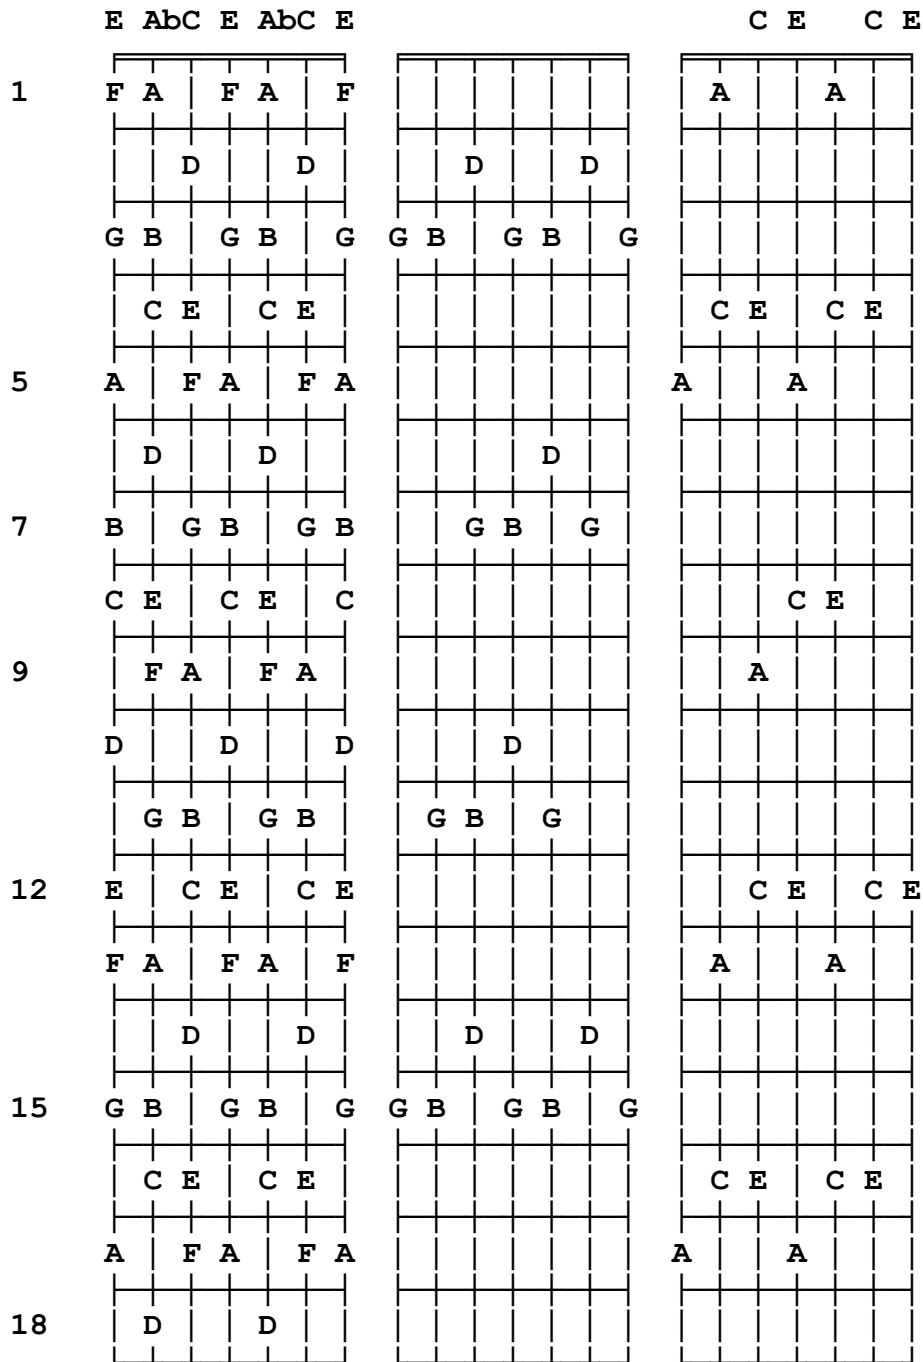 E AbC E AbC E C E C E
1 F A F A F A A
D D D D
G B G B G G B G B G
C E C E C E C E
5 A F A F A A A
D D D
7 B G B G B G B G
C E C E C C E
9 F A F A A
D D D D
G B G B G B G
12 E C E C E C E C E
F A F A F A A
D D D D
15 G B G B G G B G B G
C E C E C E C E
A F A F A A A
18 D D